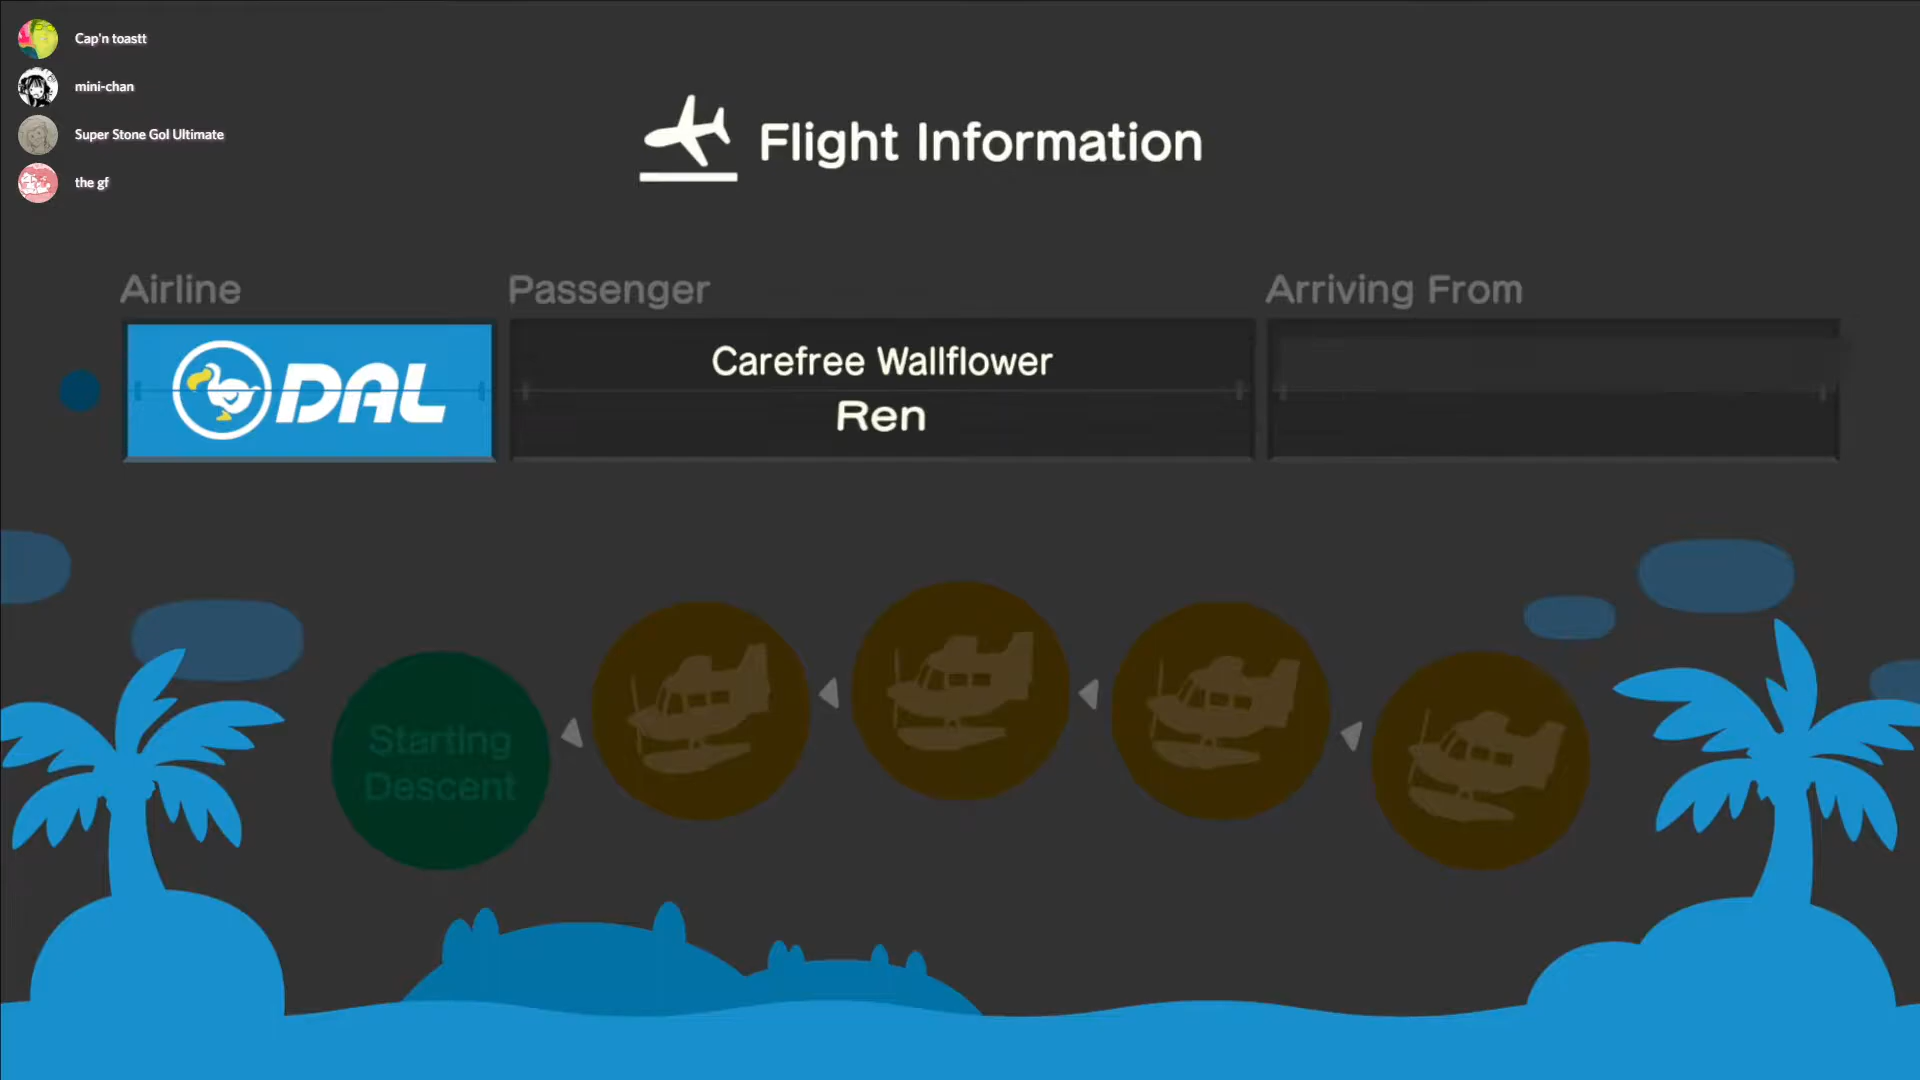 Cap'n toastt
mini-chan
Super Stone Gol Ultimate
the gf
Flight Information
Airline
Passenger
Arriving From
DAL
Carefree Wallflower
Ren
Starting
Descent